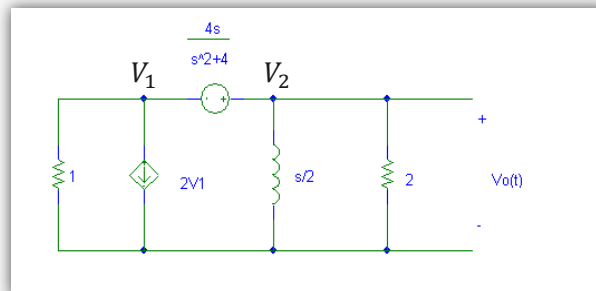 4s
s^2+4
V₁
V₂
- +
+
1
2V1
s/2
2
Vo(t)
-